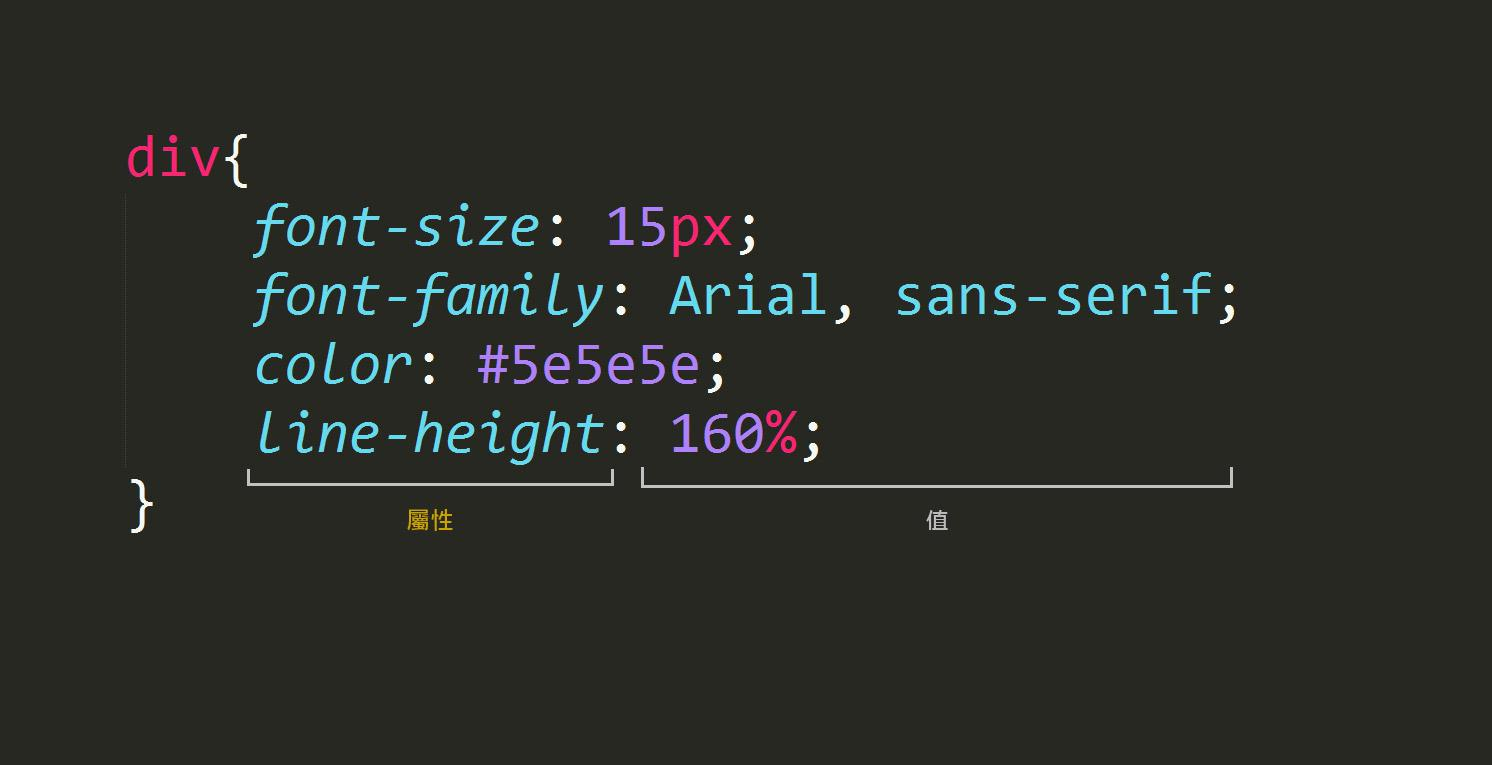 div{
font-size: 15px;
font-family: Arial, sans-serif;
color: #5e5e5e;
line-height: 160%;
}
屬性 值